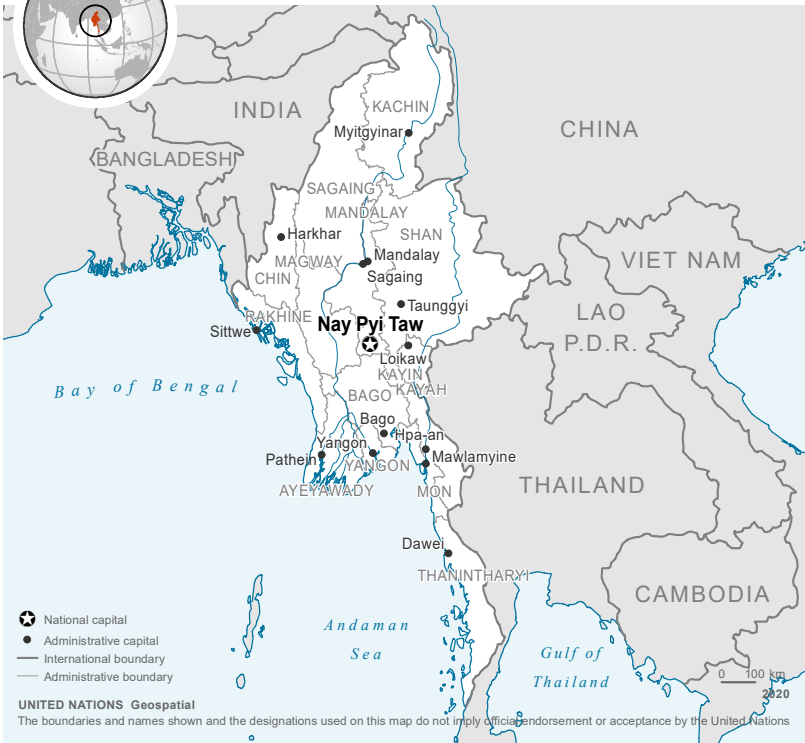 INDIA
KACHIN
Myitgyinar
CHINA
BANGLADESH
SAGAING
MANDALAY
Harkhar
SHAN
MAGWAY
Mandalay
Sagaing
VIET NAM
CHIN
Taunggyi
LAO
P.D.R.
RAKHINE
Sittwe
Nay Pyi Taw
Loikaw
KAYIN
KAYAH
Bay of Bengal
BAGO
Bago
Hpa-an
Yangon
Pathein
YANGON
Mawlamyine
AYEYAWADY
MON
THAILAND
Dawei
THANINTHARYI
CAMBODIA
Andaman
Sea
Gulf of
Thailand
National capital
Administrative capital
International boundary
Administrative boundary
0 100 km
2020
UNITED NATIONS Geospatial
The boundaries and names shown and the designations used on this map do not imply official endorsement or acceptance by the United Nations